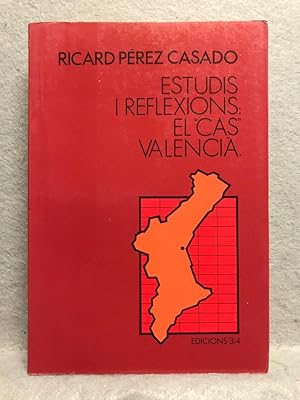 RICARD PÉREZ CASADO
ESTUDIS
I REFLEXIONS:
EL "CAS"
VALENCIÀ.
EDICIONS 3/4